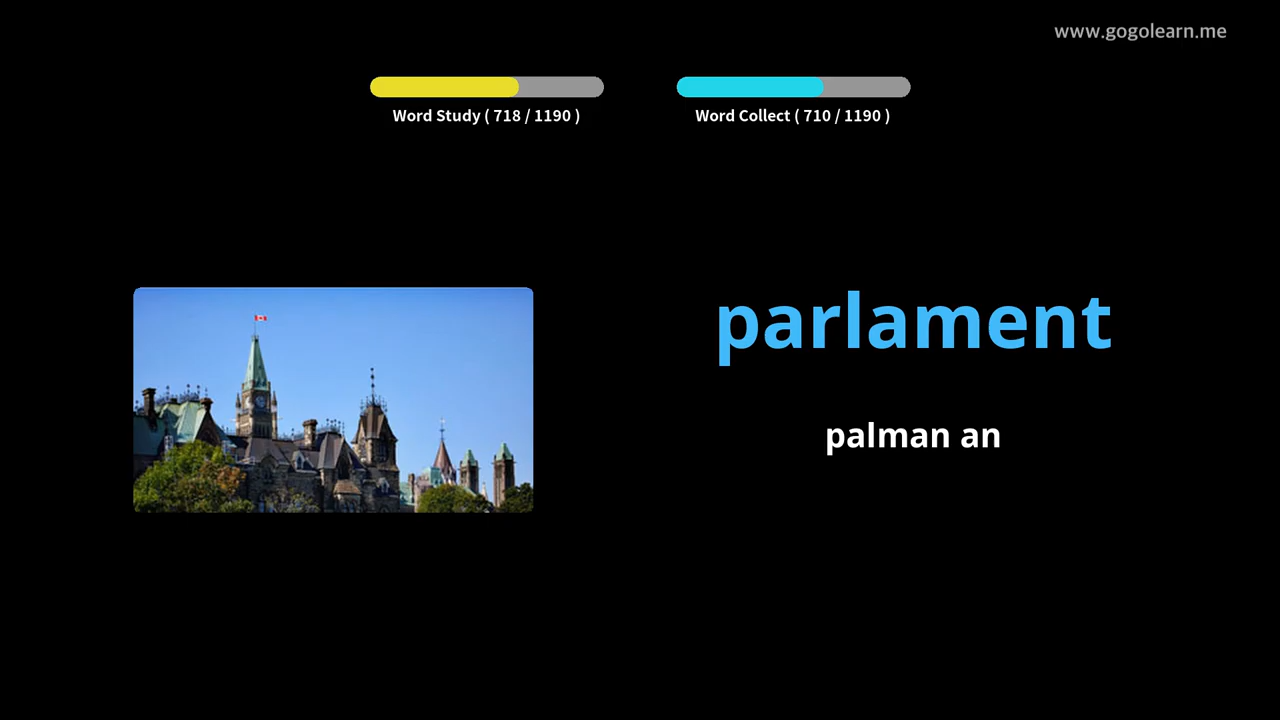 www.gogolearn.me
Word Study ( 718 / 1190 )
Word Collect ( 710 / 1190 )
parlament
palman an